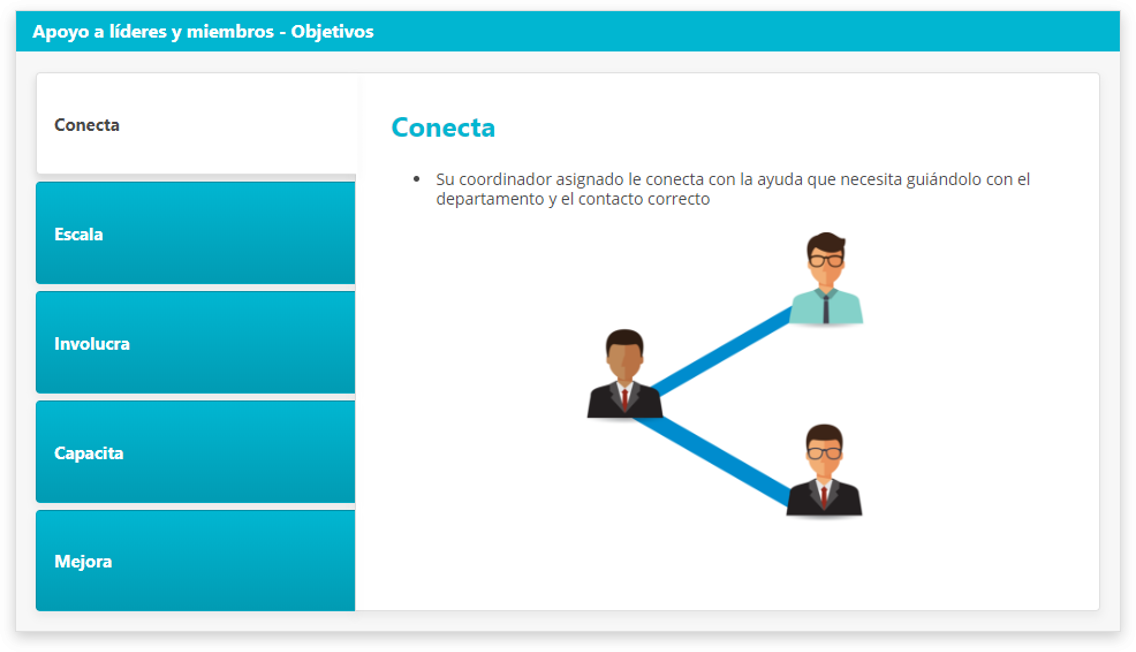 Apoyo a líderes y miembros - Objetivos
Conecta
Escala
Involucra
Capacita
Mejora
Conecta
• Su coordinador asignado le conecta con la ayuda que necesita guiándolo con el
departamento y el contacto correcto